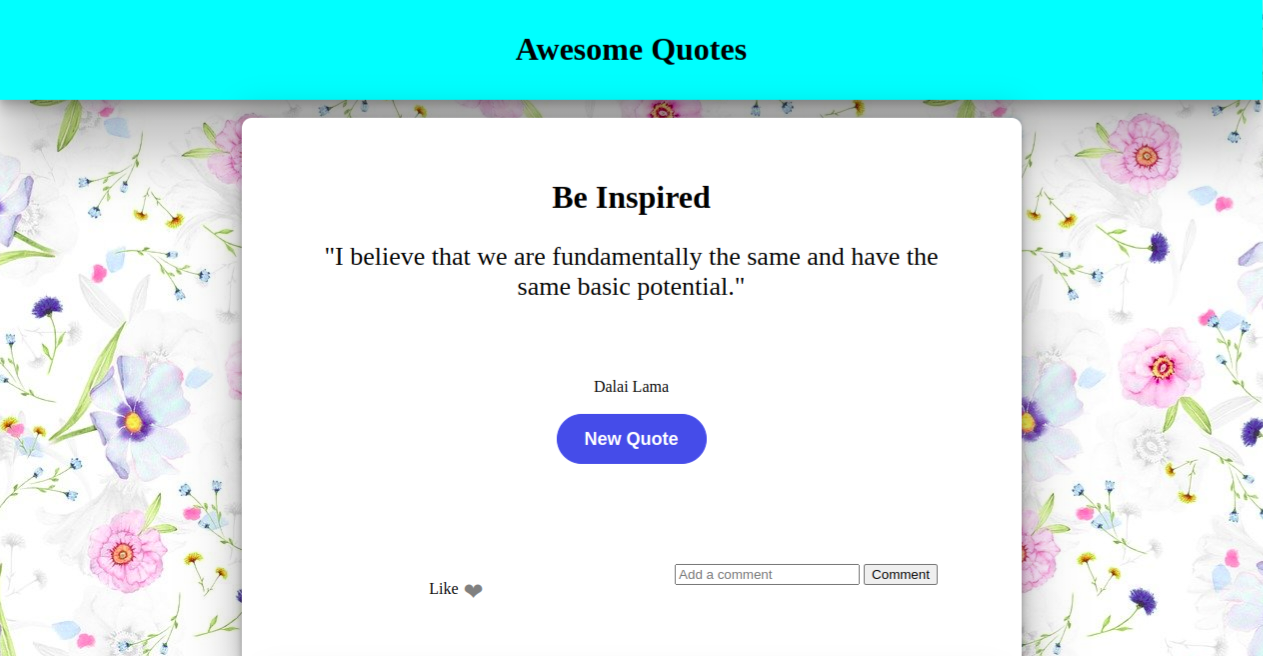 Awesome Quotes
Be Inspired
"I believe that we are fundamentally the same and have the
same basic potential."
Dalai Lama
New Quote
Add a comment Comment
Like